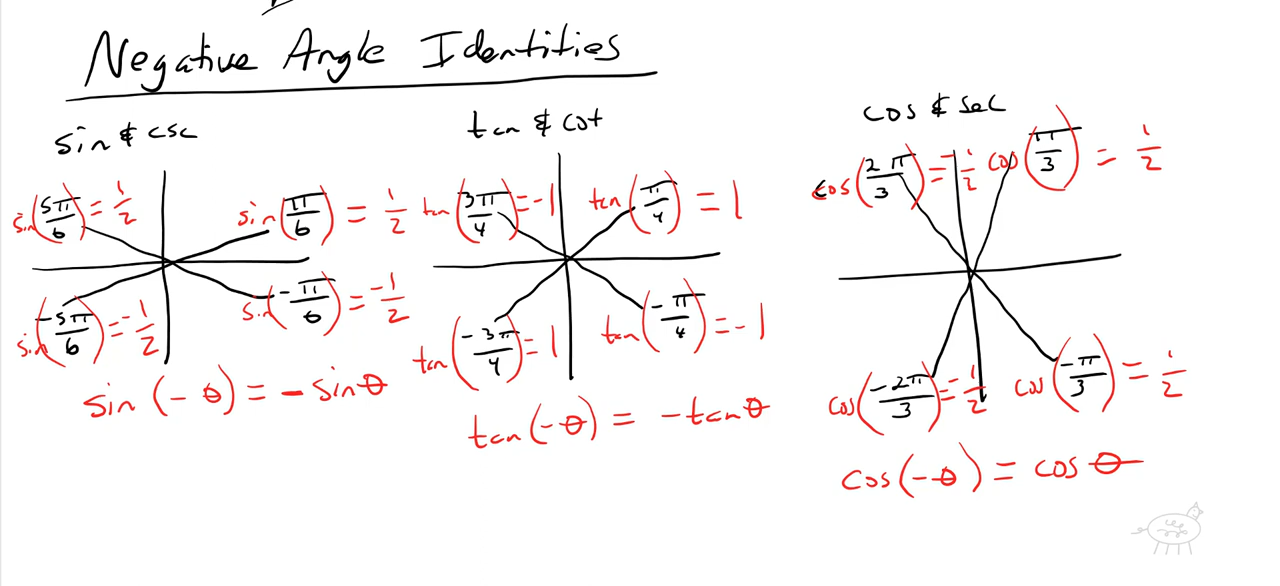 Negative Angle Identities
sin & csc
sin(5π/6) = 1/2
sin(π/6) = 1/2
sin(-5π/6) = -1/2
sin(-π/6) = -1/2
sin(-θ) = -sinθ
tan & cot
tan(3π/4) = -1
tan(π/4) = 1
tan(-3π/4) = 1
tan(-π/4) = -1
tan(-θ) = -tanθ
cos & sec
cos(2π/3) = -1/2
cos(π/3) = 1/2
cos(-2π/3) = -1/2
cos(-π/3) = 1/2
cos(-θ) = cosθ